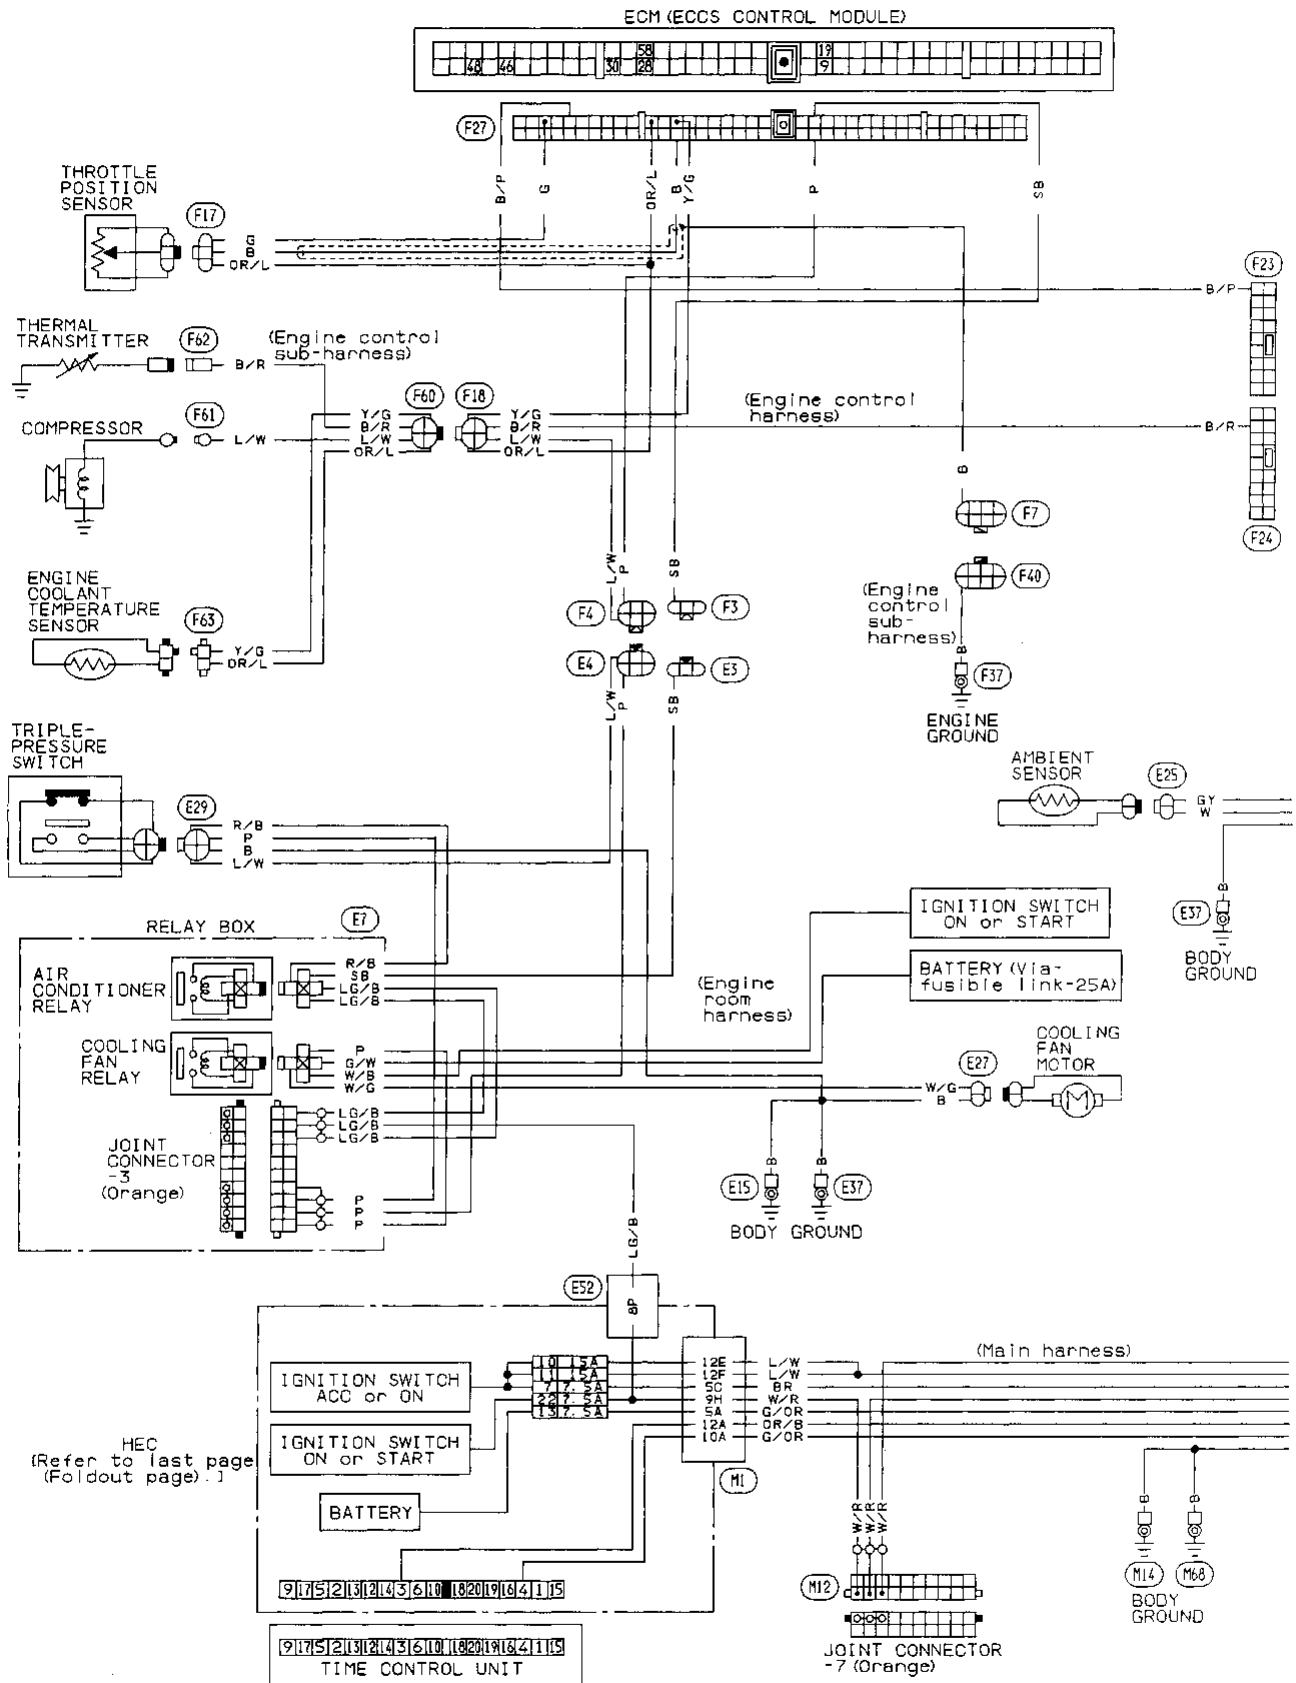 ECM (ECCS CONTROL MODULE)
58
19
48
46
30
28
9
F27
THROTTLE
POSITION
SENSOR
F17
G
B
OR/L
B/P
G
OR/L
B
Y/G
P
SB
F23
B/P
THERMAL
TRANSMITTER
F62
(Engine control
sub-harness)
B/R
F60
F18
(Engine control
harness)
F61
COMPRESSOR
L/W
Y/G
B/R
L/W
OR/L
Y/G
B/R
L/W
OR/L
B/R
B
F7
F24
L/W
P
SB
ENGINE
COOLANT
TEMPERATURE
SENSOR
F63
Y/G
OR/L
F4
F3
E4
E3
F40
(Engine
control
sub-
harness)
B
F37
ENGINE
GROUND
L/W
P
SB
TRIPLE-
PRESSURE
SWITCH
E29
R/B
P
B
L/W
AMBIENT
SENSOR
E25
GY
W
B
E37
BODY
GROUND
RELAY BOX
E7
IGNITION SWITCH
ON or START
BATTERY (Via-
fusible link-25A)
AIR
CONDITIONER
RELAY
R/B
SB
LG/B
LG/B
(Engine
room
harness)
COOLING
FAN
RELAY
P
G/W
W/B
W/G
COOLING
FAN
MOTOR
E27
W/G
B
M
LG/B
LG/B
LG/B
JOINT
CONNECTOR
-3
(Orange)
P
P
P
B
B
E15
E37
BODY GROUND
LG/B
E52
8P
IGNITION SWITCH
ACC or ON
10 15A
11 15A
7 7.5A
22 7.5A
13 7.5A
12E
12F
5C
9H
5A
12A
10A
L/W
L/W
BR
W/R
G/OR
OR/B
G/OR
(Main harness)
HEC
[Refer to last page
(Foldout page).]
IGNITION SWITCH
ON or START
M1
BATTERY
W/R
W/R
W/R
B
B
9 17 5 2 13 12 14 3 6 10 18 20 19 16 4 1 15
M12
M14
M68
BODY
GROUND
9 17 5 2 13 12 14 3 6 10 18 20 19 16 4 1 15
TIME CONTROL UNIT
JOINT CONNECTOR
-7 (Orange)